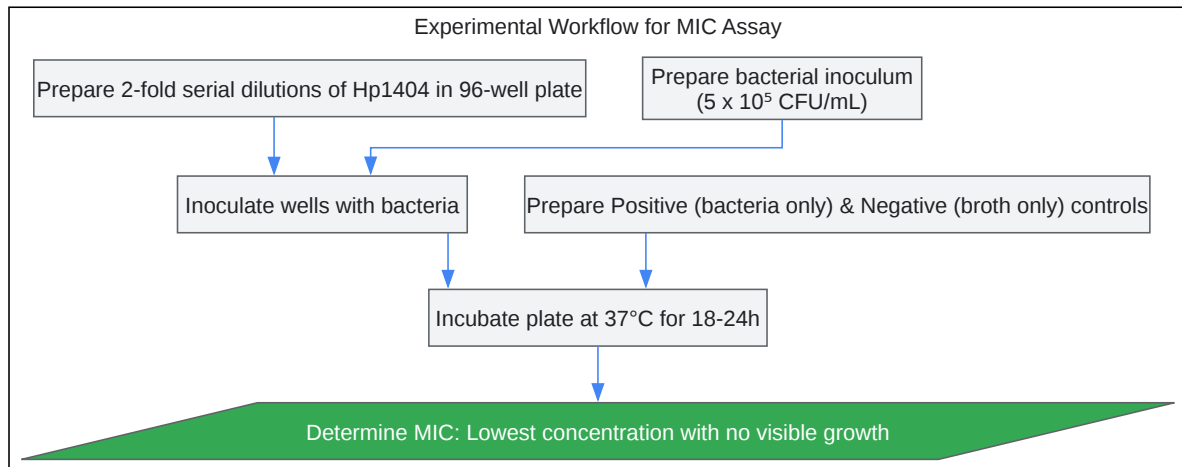 Experimental Workflow for MIC Assay
Prepare 2-fold serial dilutions of Hp1404 in 96-well plate
Prepare bacterial inoculum
(5 x 10⁵ CFU/mL)
Inoculate wells with bacteria
Prepare Positive (bacteria only) & Negative (broth only) controls
Incubate plate at 37°C for 18-24h
Determine MIC: Lowest concentration with no visible growth